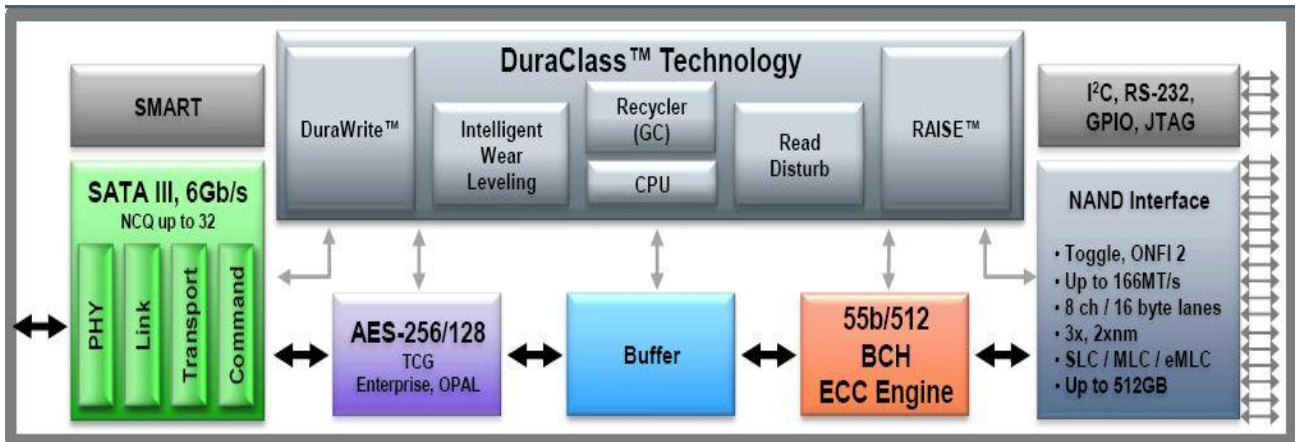 DuraClass™ Technology
SMART
DuraWrite™
Intelligent
Wear
Leveling
Recycler
(GC)
CPU
Read
Disturb
RAISE™
I²C, RS-232,
GPIO, JTAG
SATA III, 6Gb/s
NCQ up to 32
PHY
Link
Transport
Command
AES-256/128
TCG
Enterprise, OPAL
Buffer
55b/512
BCH
ECC Engine
NAND Interface
• Toggle, ONFI 2
• Up to 166MT/s
• 8 ch / 16 byte lanes
• 3x, 2xnm
• SLC / MLC / eMLC
• Up to 512GB